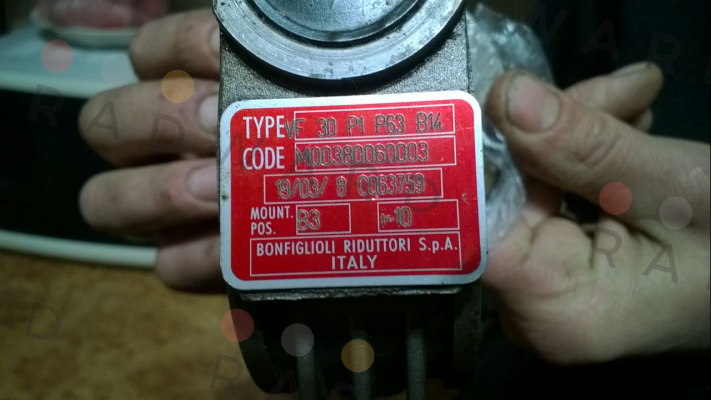 TYPE VF 30 P1 P63 B14
CODE M00380060003
19/03/ 8 C063759
MOUNT. POS. B3 i=10
BONFIGLIOLI RIDUTTORI S.p.A.
ITALY